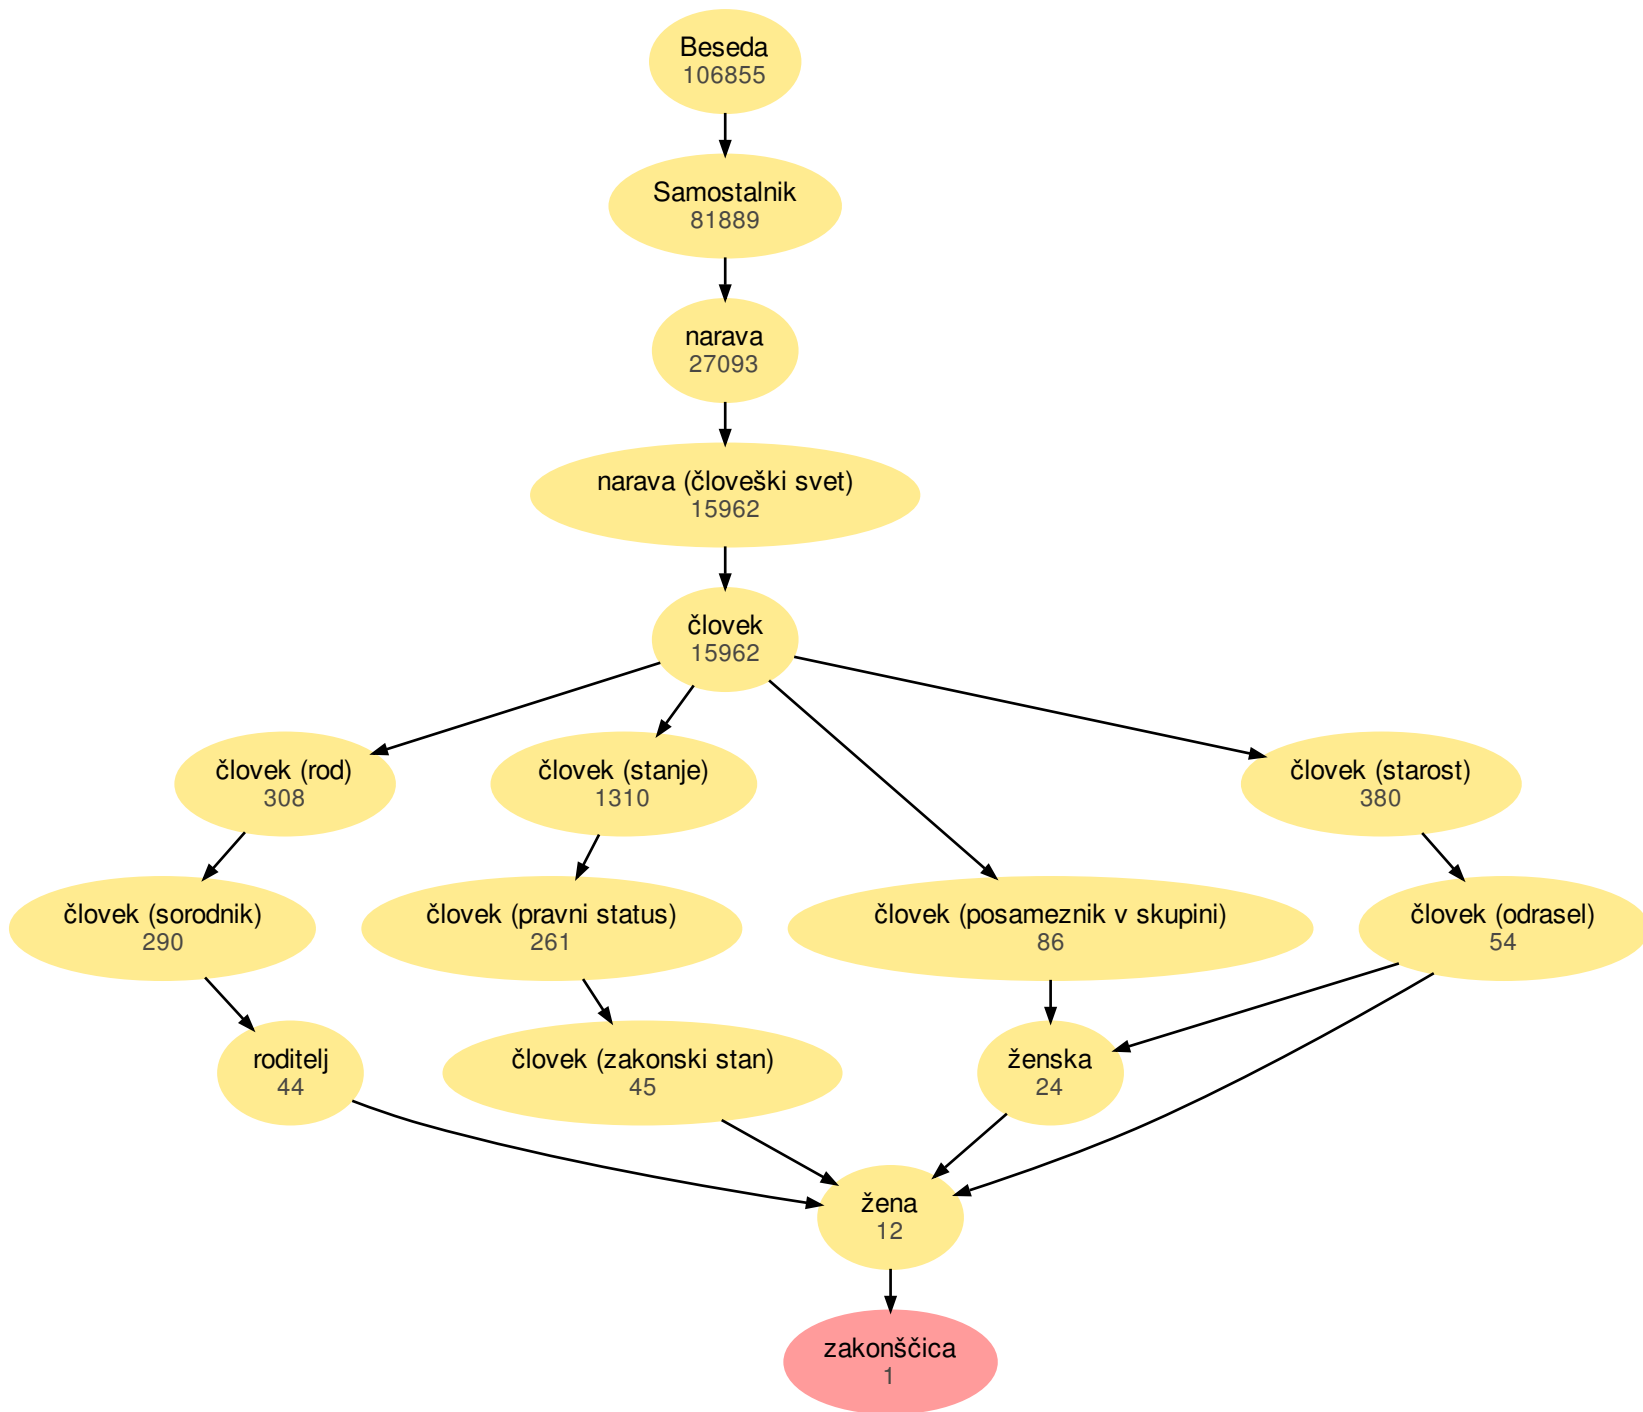 Beseda
106855
Samostalnik
81889
narava
27093
narava (človeški svet)
15962
človek
15962
človek (rod)
308
človek (stanje)
1310
človek (starost)
380
človek (sorodnik)
290
človek (pravni status)
261
človek (posameznik v skupini)
86
človek (odrasel)
54
roditelj
44
človek (zakonski stan)
45
ženska
24
žena
12
zakonščica
1